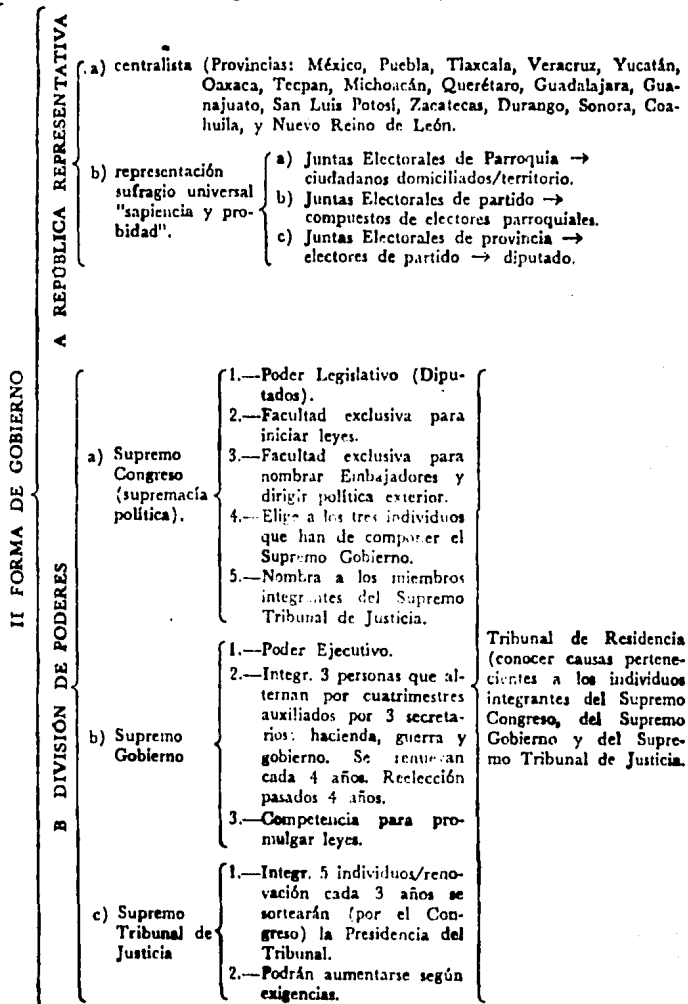 II FORMA DE GOBIERNO
A REPÚBLICA REPRESENTATIVA
a) centralista (Provincias: México, Puebla, Tlaxcala, Veracruz, Yucatán,
Oaxaca, Tecpan, Michoacán, Querétaro, Guadalajara, Gua-
najuato, San Luis Potosí, Zacatecas, Durango, Sonora, Coa-
huila, y Nuevo Reino de León.
b) representación
sufragio universal
"sapiencia y pro-
bidad".
a) Juntas Electorales de Parroquia →
ciudadanos domiciliados/territorio.
b) Juntas Electorales de partido →
compuestos de electores parroquiales.
c) Juntas Electorales de provincia →
electores de partido → diputado.
B DIVISIÓN DE PODERES
a) Supremo
Congreso
(supremacía
política).
1.—Poder Legislativo (Dipu-
tados).
2.—Facultad exclusiva para
iniciar leyes.
3.—Facultad exclusiva para
nombrar Embajadores y
dirigir política exterior.
4.—Elige a los tres individuos
que han de componer el
Supremo Gobierno.
5.—Nombra a los miembros
integrantes del Supremo
Tribunal de Justicia.
b) Supremo
Gobierno
1.—Poder Ejecutivo.
2.—Integr. 3 personas que al-
ternan por cuatrimestres
auxiliados por 3 secreta-
rios: hacienda, guerra y
gobierno. Se renuevan
cada 4 años. Reelección
pasados 4 años.
3.—Competencia para pro-
mulgar leyes.
c) Supremo
Tribunal de
Justicia
1.—Integr. 5 individuos/reno-
vación cada 3 años se
sortearán (por el Con-
greso) la Presidencia del
Tribunal.
2.—Podrán aumentarse según
exigencias.
Tribunal de Residencia
(conocer causas pertene-
cientes a los individuos
integrantes del Supremo
Congreso, del Supremo
Gobierno y del Supre-
mo Tribunal de Justicia.